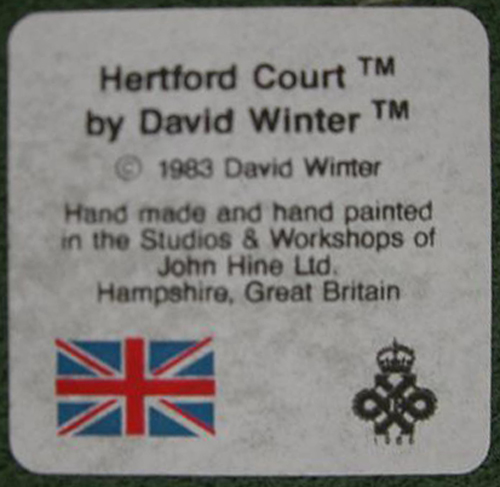 Hertford Court ™
by David Winter ™
© 1983 David Winter
Hand made and hand painted
in the Studios & Workshops of
John Hine Ltd.
Hampshire, Great Britain